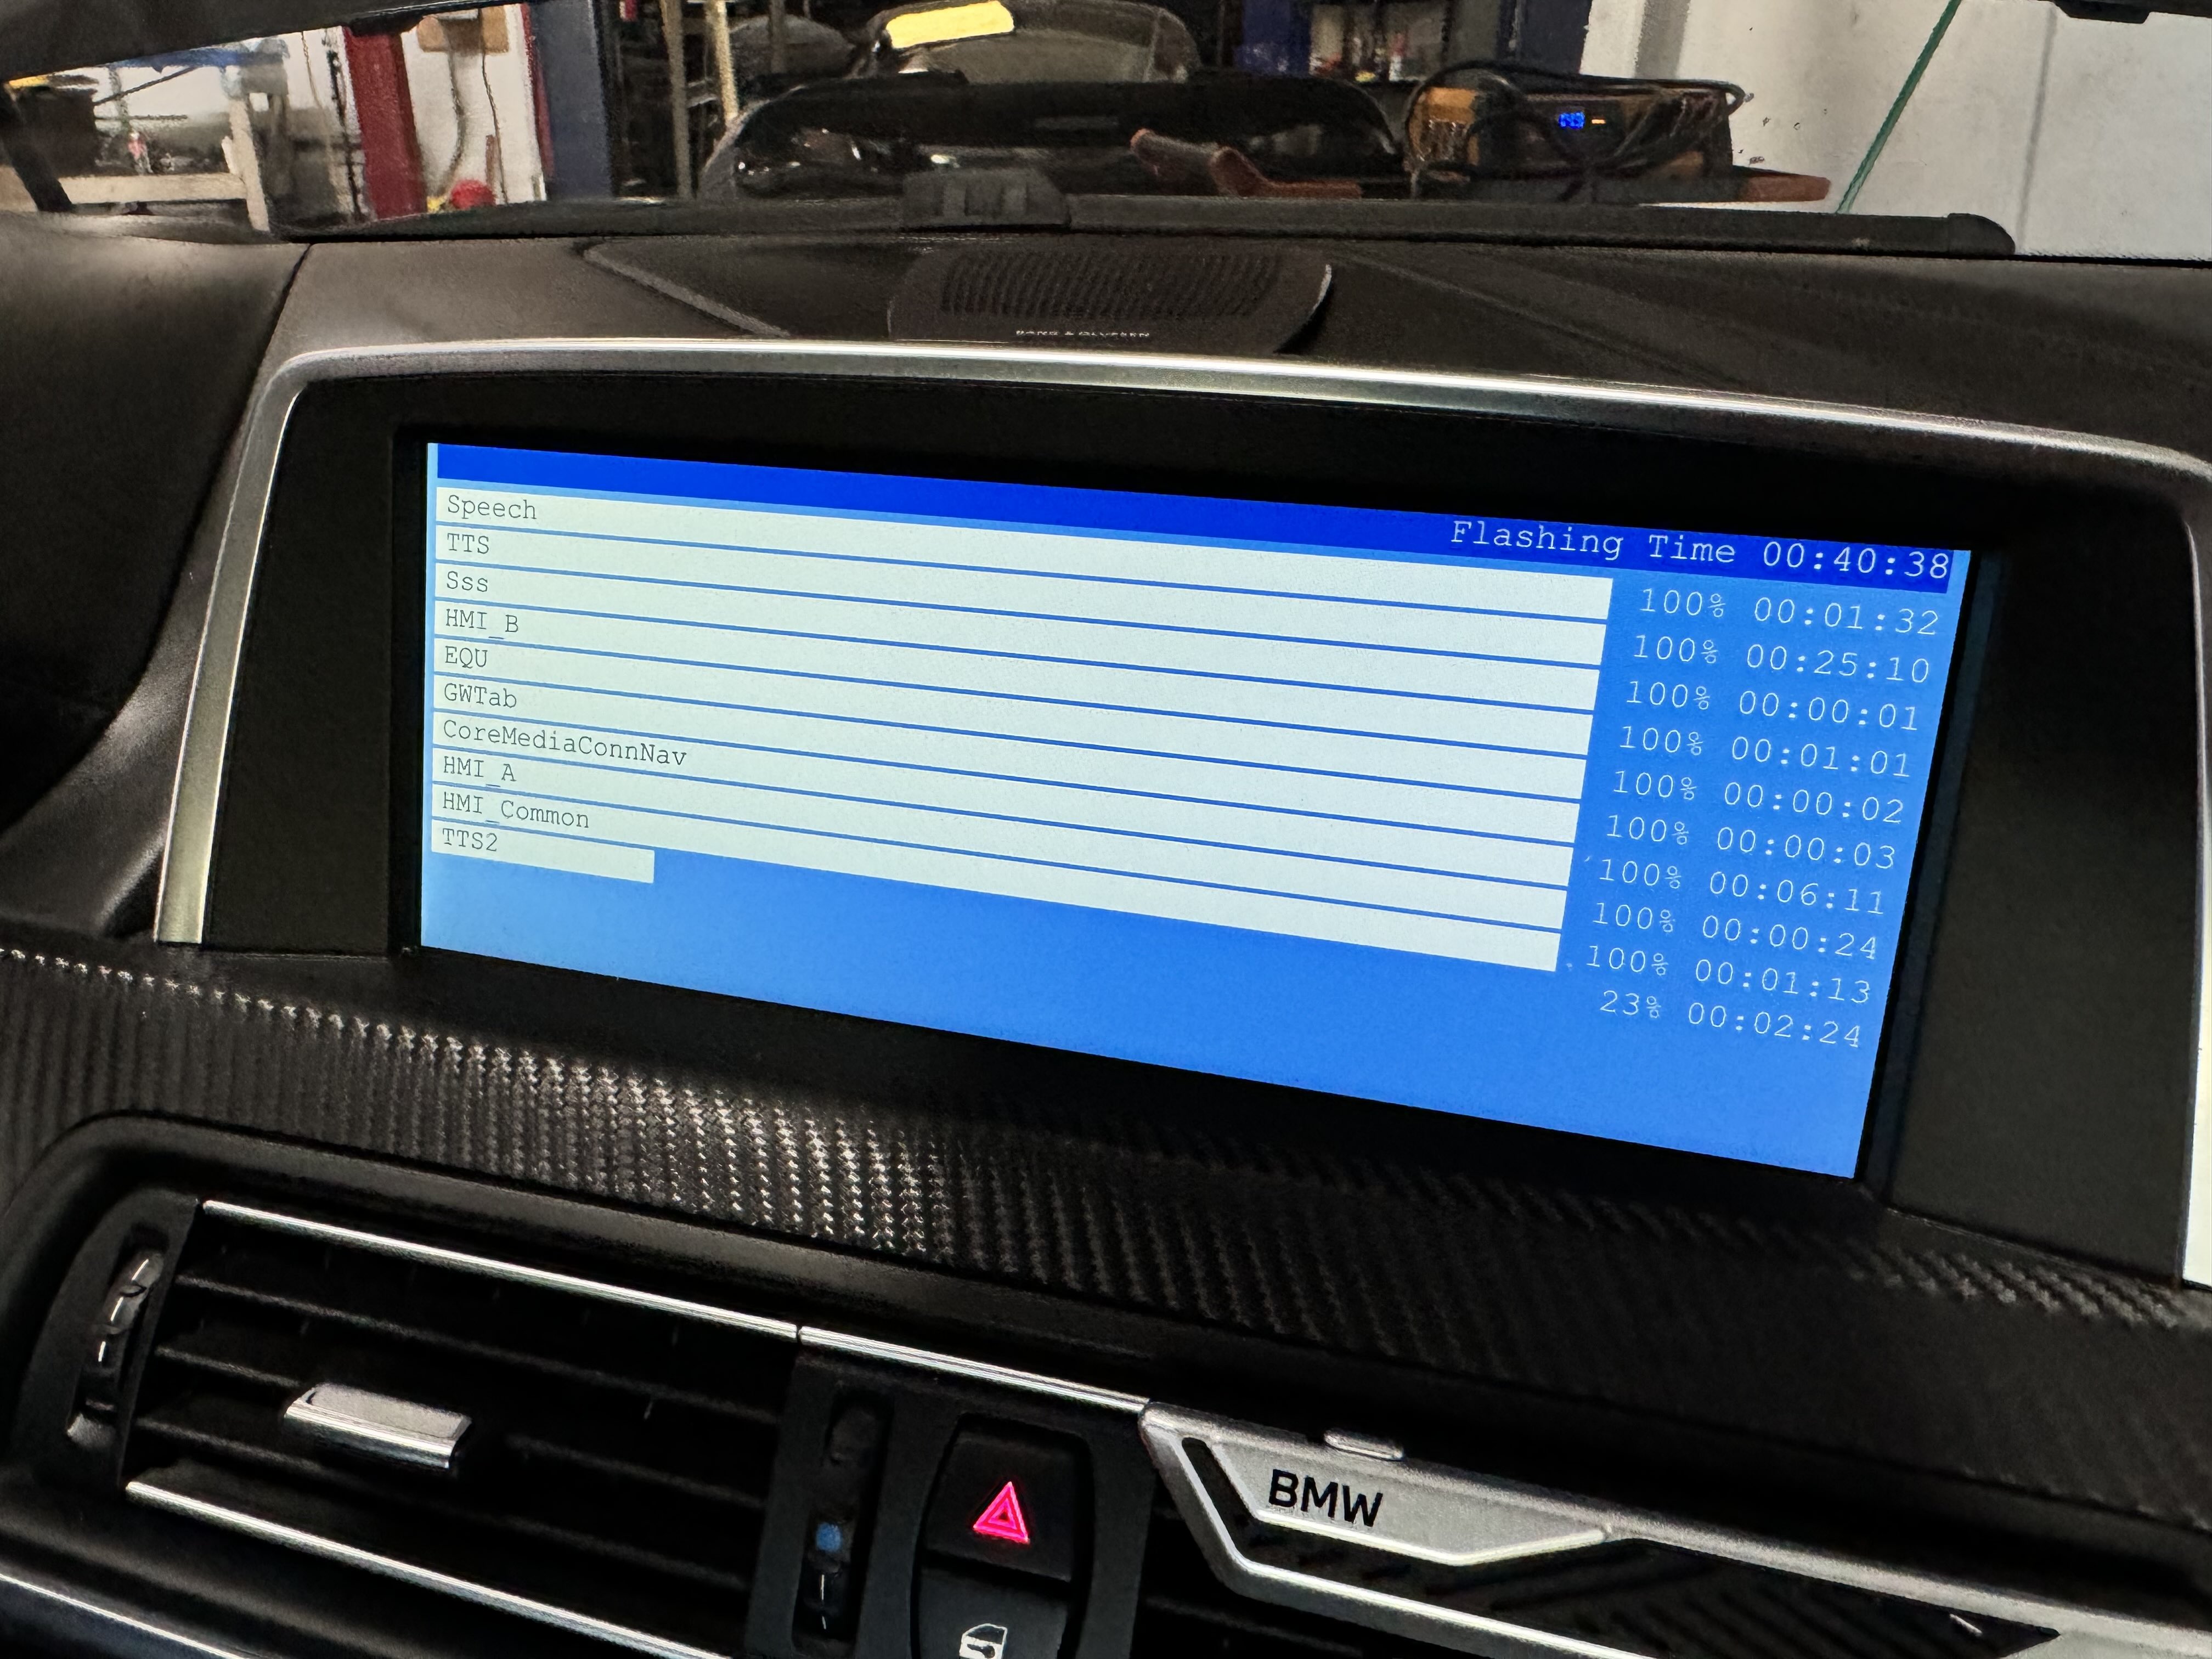 BANG & OLUFSEN
Flashing Time 00:40:38
Speech 100% 00:01:32
TTS 100% 00:25:10
Sss 100% 00:00:01
HMI_B 100% 00:01:01
EQU 100% 00:00:02
GWTab 100% 00:00:03
CoreMediaConnNav 100% 00:06:11
HMI_A 100% 00:00:24
HMI_Common 100% 00:01:13
TTS2 23% 00:02:24
BMW